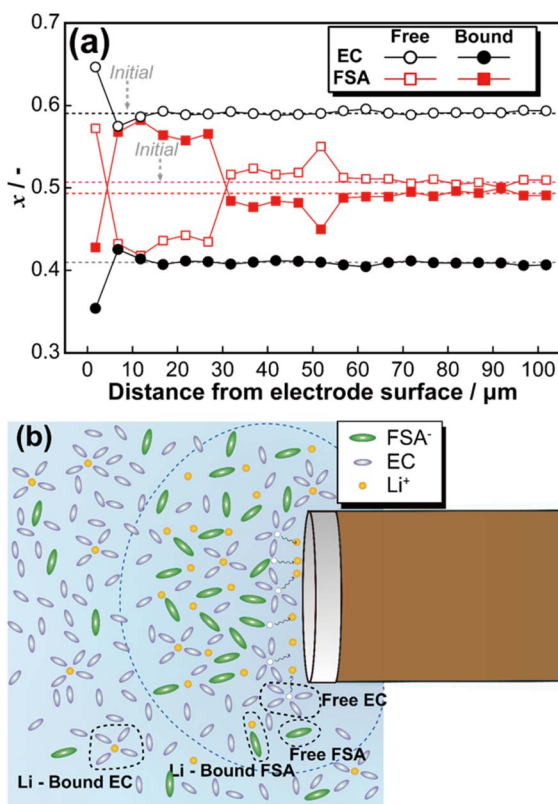 (a)
Free Bound
EC
FSA
Initial
Initial
0.7
0.6
0.5
0.4
0.3
x / -
0 10 20 30 40 50 60 70 80 90 100
Distance from electrode surface / μm
(b)
FSA⁻
EC
Li⁺
Free EC
Free FSA
Li - Bound FSA
Li - Bound EC